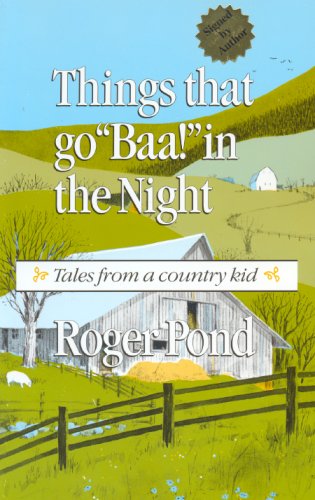 Signed
by
Author
Things that
go "Baa!" in
the Night
Tales from a country kid
Roger Pond